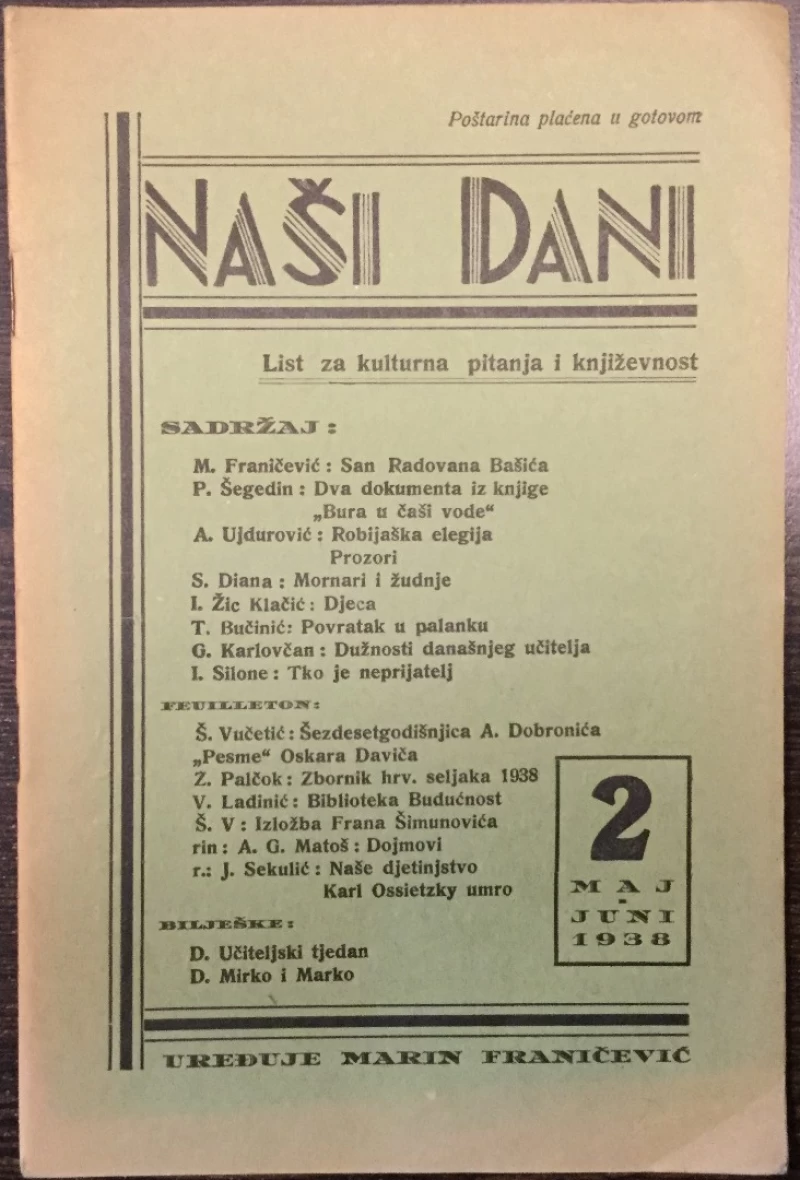 Poštarina plaćena u gotovom
NAŠI DANI
List za kulturna pitanja i književnost
SADRŽAJ:
M. Franičević: San Radovana Bašića
P. Šegedin: Dva dokumenta iz knjige
„Bura u čaši vode“
A. Ujdurović: Robijaška elegija
Prozori
S. Diana: Mornari i žudnje
I. Žic Klačić: Djeca
T. Bučinić: Povratak u palanku
G. Karlovčan: Dužnosti današnjeg učitelja
I. Silone: Tko je neprijatelj
FEUILLETON:
Š. Vučetić: Šezdesetgodišnjica A. Dobronića
„Pesme“ Oskara Daviča
Z. Palčok: Zbornik hrv. seljaka 1938
V. Ladinić: Biblioteka Budućnost
Š. V: Izložba Frana Šimunovića
rin: A. G. Matoš: Dojmovi
r.: J. Sekulić: Naše djetinjstvo
Karl Ossietzky umro
BILJEŠKE:
D. Učiteljski tjedan
D. Mirko i Marko
2
MAJ
-
JUNI
1938
UREĐUJE MARIN FRANIČEVIĆ